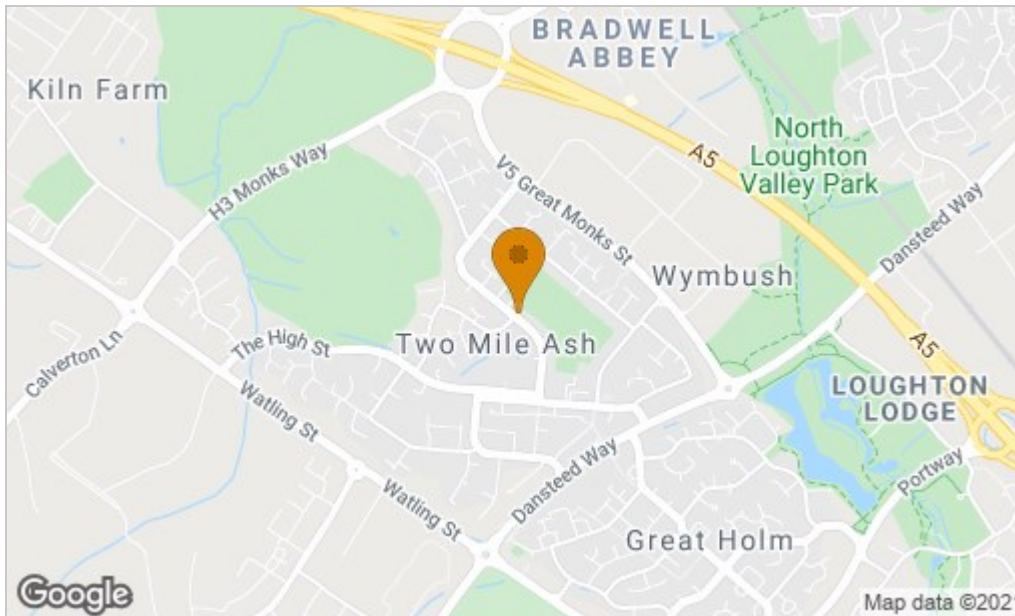 BRADWELL
ABBEY
Kiln Farm
North
Loughton
Valley Park
A5
H3 Monks Way
V5 Great Monks St
Dansteed Way
Wymbush
Calverton Ln
The High St
Two Mile Ash
A5
LOUGHTON
LODGE
Watling St
Dansteed Way
Portway
Watling St
Great Holm
Google
Map data ©2021